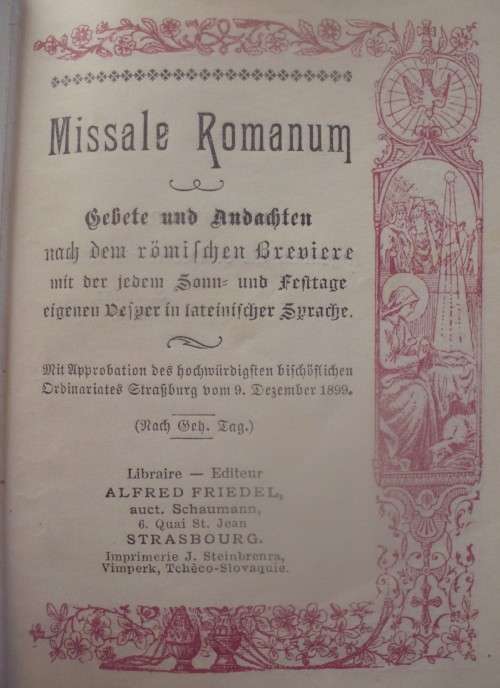 Missale Romanum
Gebete und Andachten
nach dem römischen Breviere
mit der jedem Sonn- und Festtage
eigenen Vesper in lateinischer Sprache.
Mit Approbation des hochwürdigsten bischöflichen
Ordinariates Straßburg vom 9. Dezember 1899.
(Nach Geh. Tag.)
Libraire — Editeur
ALFRED FRIEDEL,
auct. Schaumann,
6. Quai St. Jean
STRASBOURG.
Imprimerie J. Steinbrenra,
Vimperk, Tchèco-Slovaquie.